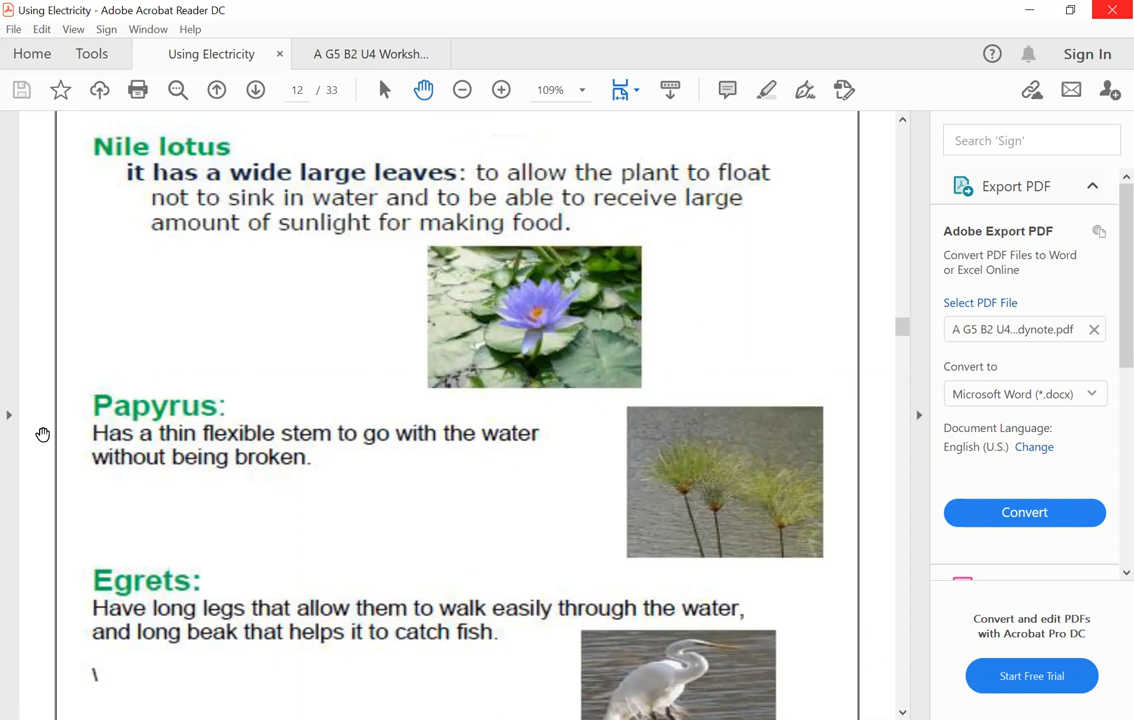 Using Electricity - Adobe Acrobat Reader DC
File Edit View Sign Window Help
Home Tools Using Electricity × A G5 B2 U4 Worksh... Sign In
12 / 33 109%
Nile lotus
it has a wide large leaves: to allow the plant to float
not to sink in water and to be able to receive large
amount of sunlight for making food.
Papyrus:
Has a thin flexible stem to go with the water
without being broken.
Egrets:
Have long legs that allow them to walk easily through the water,
and long beak that helps it to catch fish.
\
Search 'Sign'
Export PDF
Adobe Export PDF
Convert PDF Files to Word
or Excel Online
Select PDF File
A G5 B2 U4...dynote.pdf
Convert to
Microsoft Word (*.docx)
Document Language:
English (U.S.) Change
Convert
Convert and edit PDFs
with Acrobat Pro DC
Start Free Trial